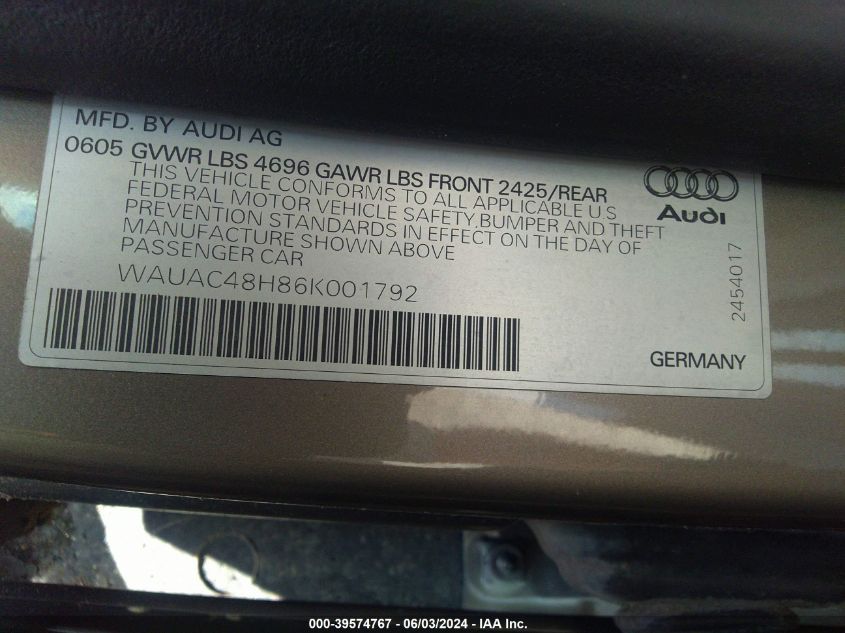 MFD. BY AUDI AG
0605 GVWR LBS 4696 GAWR LBS FRONT 2425/REAR
THIS VEHICLE CONFORMS TO ALL APPLICABLE U.S
FEDERAL MOTOR VEHICLE SAFETY,BUMPER AND THEFT
PREVENTION STANDARDS IN EFFECT ON THE DAY OF
MANUFACTURE SHOWN ABOVE
PASSENGER CAR
WAUAC48H86K001792
Audi
2454017
GERMANY
000-39574767 - 06/03/2024 - IAA Inc.